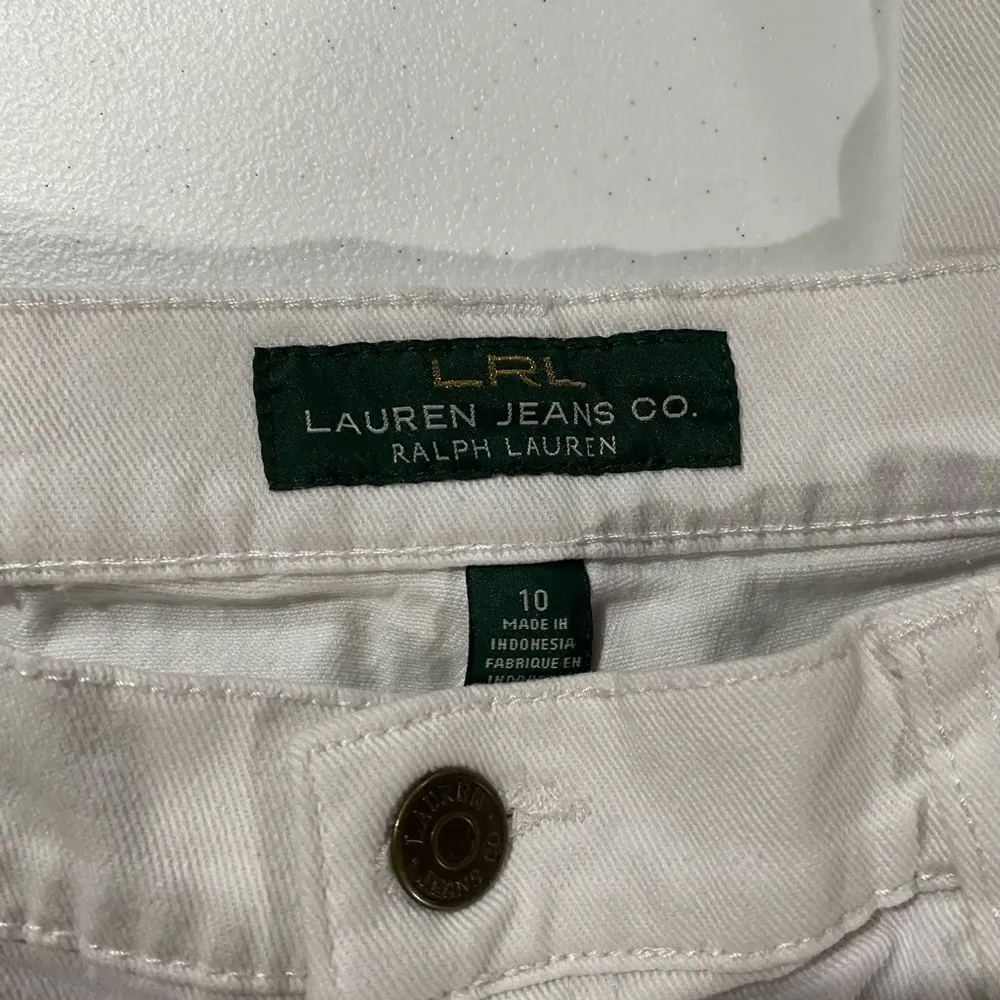 LRL
LAUREN JEANS CO.
RALPH LAUREN
10
MADE IN
INDONESIA
FABRIQUE EN
LAUREN
JEANS CO